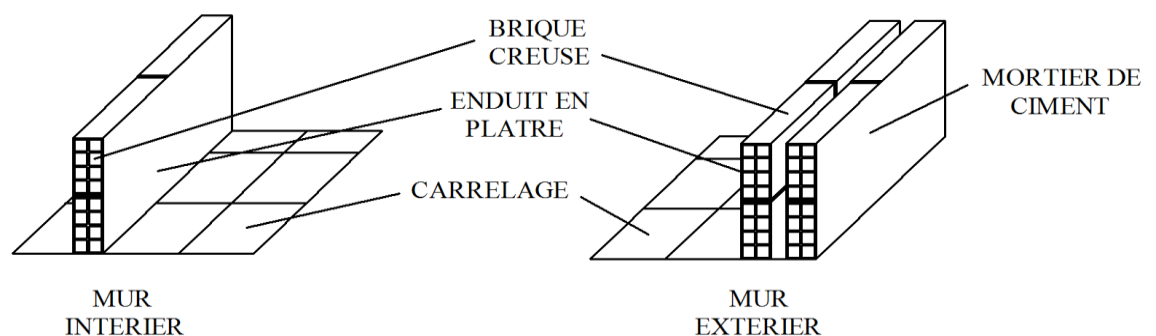 BRIQUE
CREUSE
MORTIER DE
CIMENT
ENDUIT EN
PLATRE
CARRELAGE
MUR
INTERIER
MUR
EXTERIER